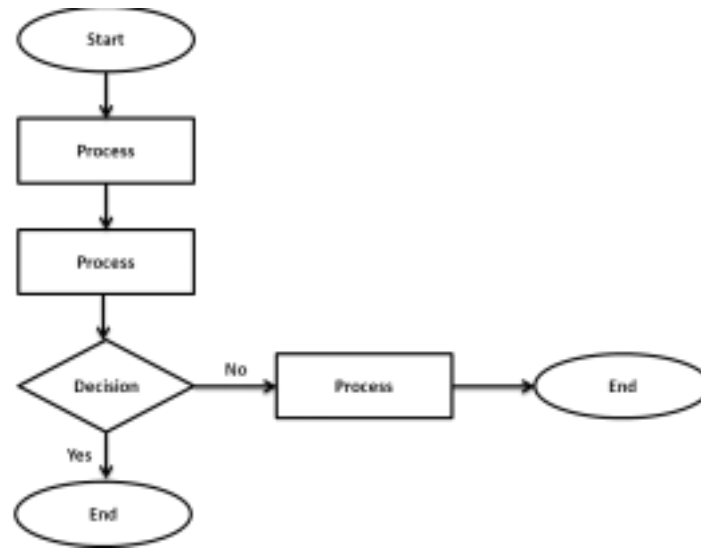 Start
Process
Process
Decision
No
Process
End
Yes
End